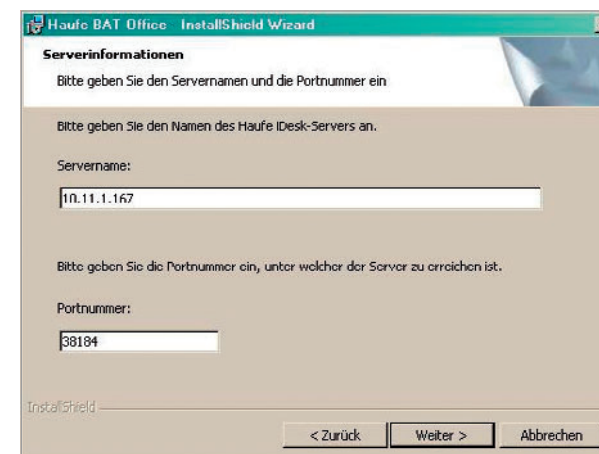 Haufe BAT Office - InstallShield Wizard
Serverinformationen
Bitte geben Sie den Servernamen und die Portnummer ein
Bitte geben Sie den Namen des Haufe iDesk-Servers an.
Servername:
10.11.1.167
Bitte geben Sie die Portnummer ein, unter welcher der Server zu erreichen ist.
Portnummer:
38184
InstallShield
< Zurück Weiter > Abbrechen